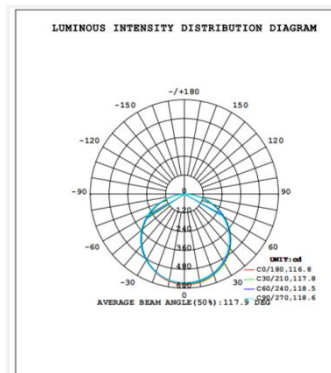 LUMINOUS INTENSITY DISTRIBUTION DIAGRAM
-/+180
-150
150
-120
120
-90
0
90
120
240
-60
360
60
480
UNIT:cd
C0/180,116.8
-30
600
30
C30/210,117.8
C60/240,118.5
0
C90/270,118.6
AVERAGE BEAM ANGLE(50%):117.9 DEG